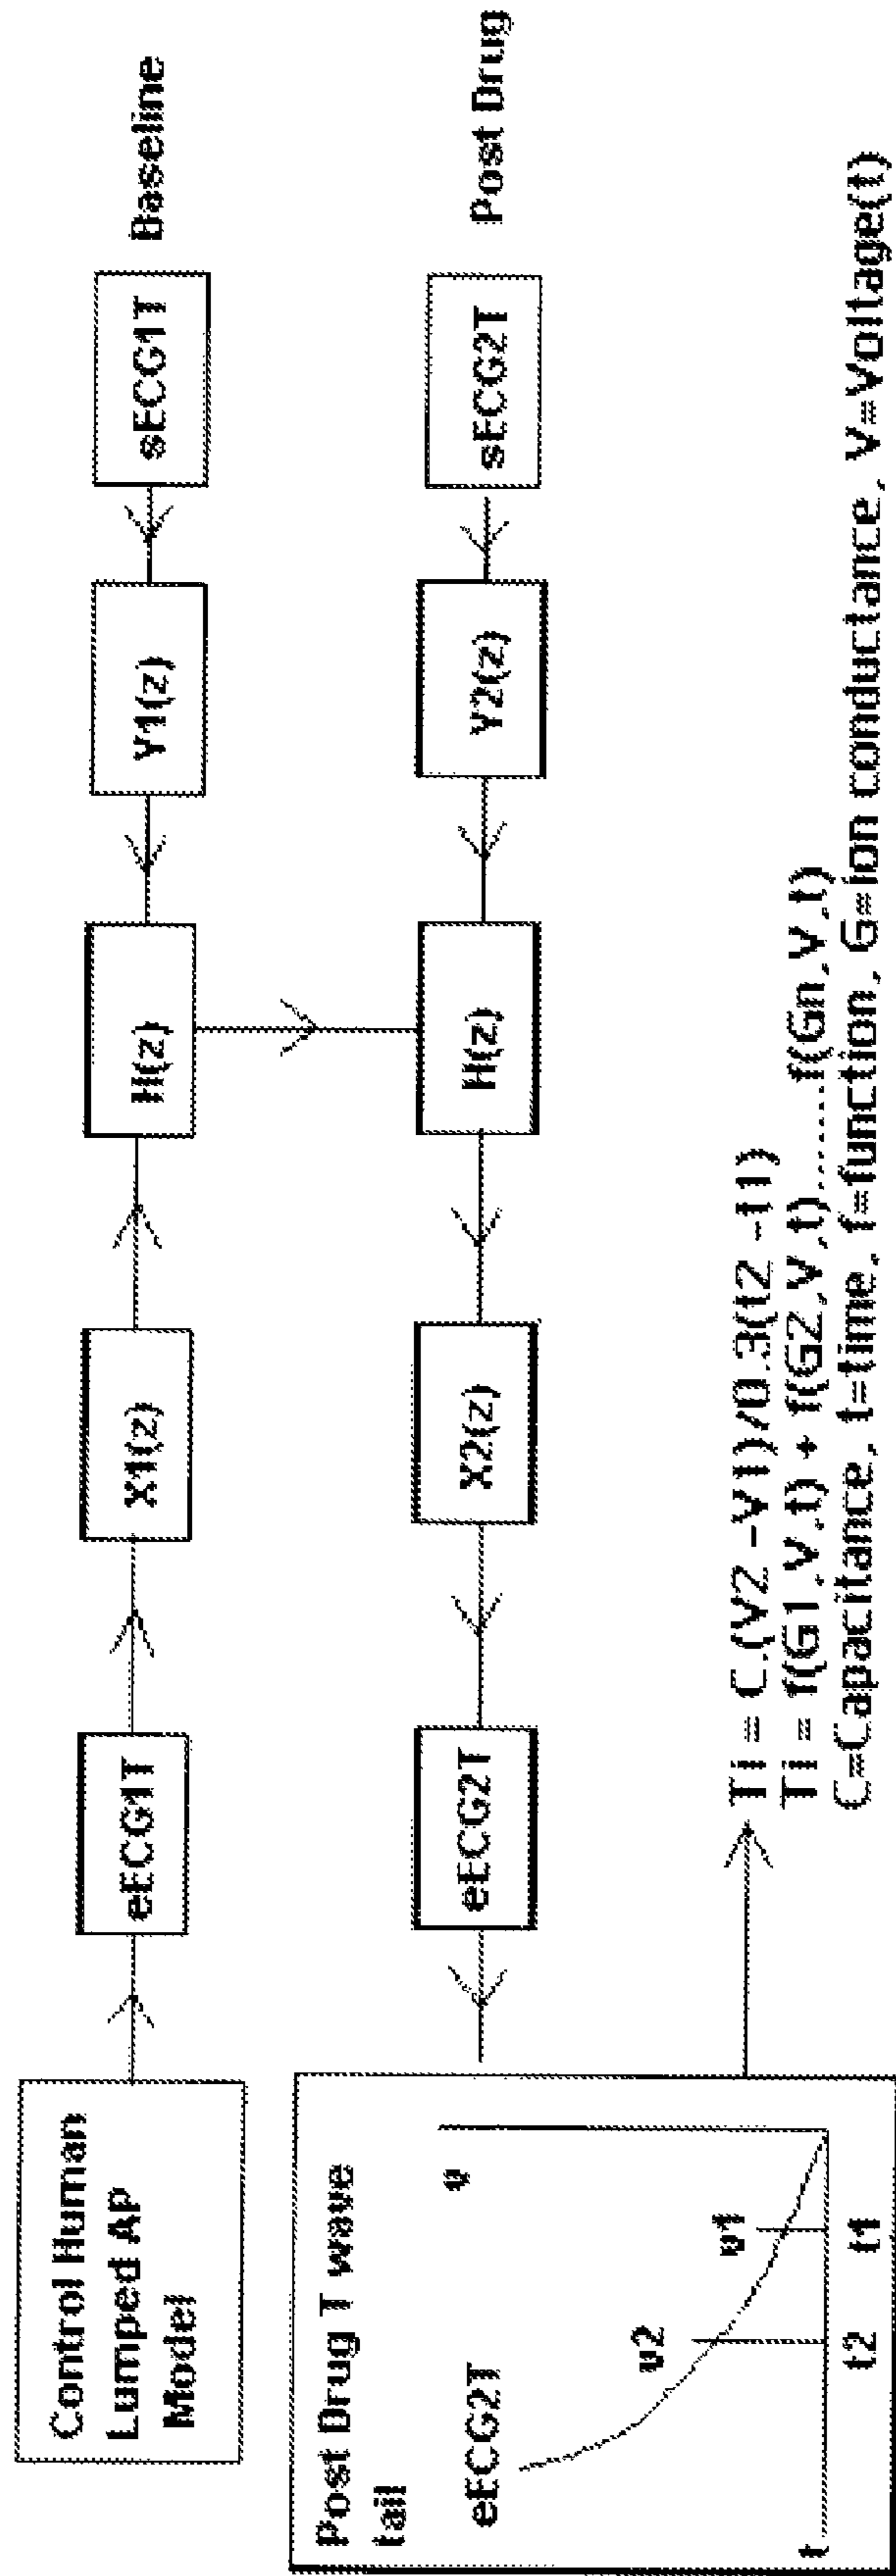 Control Human
Lumped AP
Model
eECG1T
X1(z)
H(z)
Y1(z)
sECG1T
Baseline
Post Drug T wave
tail
eECG2T
v
v2
v1
t
t2
t1
eECG2T
X2(z)
H(z)
Y2(z)
sECG2T
Post Drug
Ti = C.(V2 -V1)/0.3(t2 -t1)
Ti = f(G1,V,t) + f(G2,V,t).......f(Gn,V,t)
C=Capacitance, t=time, f=function, G=ion conductance, V=Voltage(t)